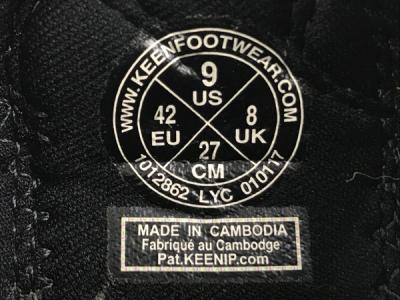 WWW.KEENFOOTWEAR.COM
9
US
42
EU
8
UK
27
CM
1012862 LYC 010117
MADE IN CAMBODIA
Fabriqué au Cambodge
Pat.KEENIP.com